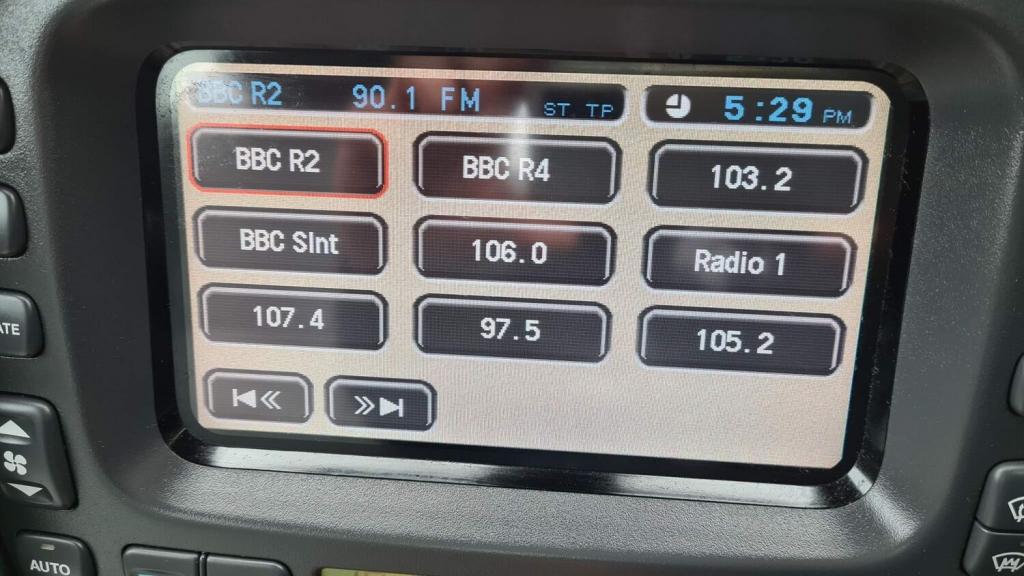 BBC R2 90.1 FM ST TP 5:29 PM
BBC R2 BBC R4 103.2
BBC SInt 106.0 Radio 1
107.4 97.5 105.2
AUTO